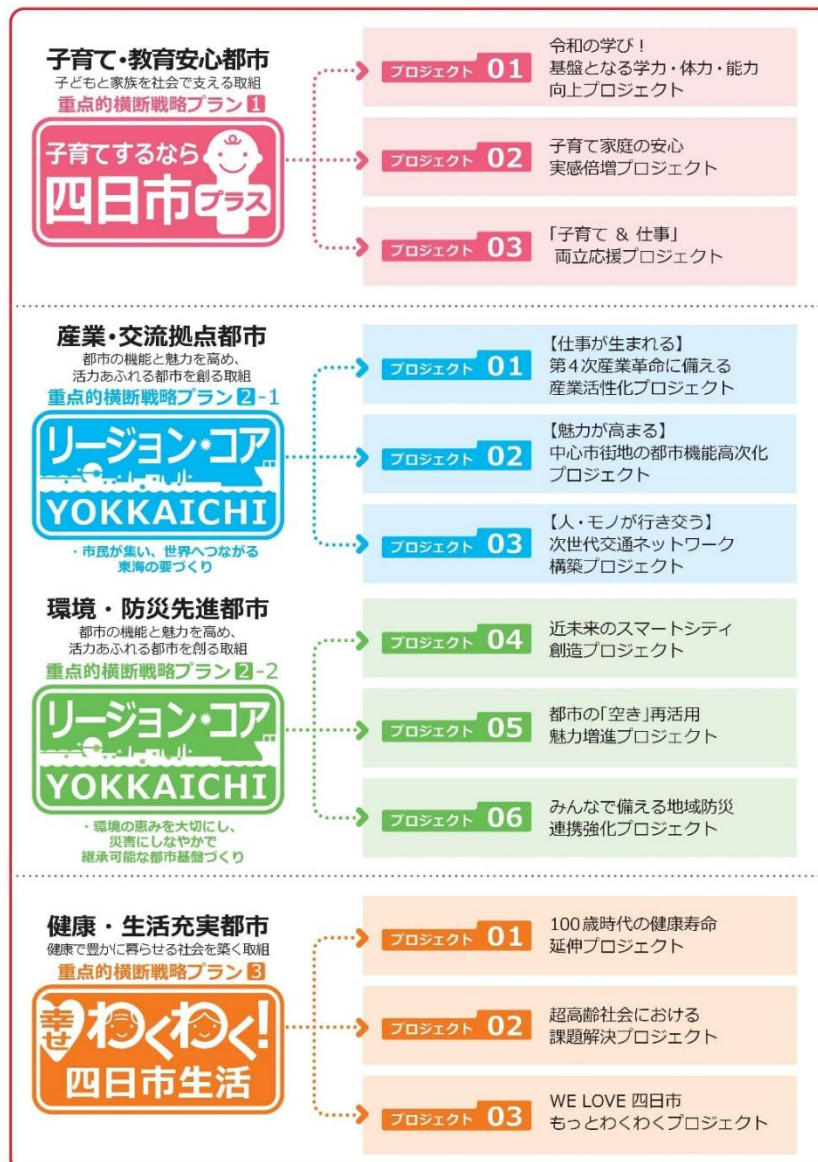 子育て・教育安心都市
子どもと家族を社会で支える取組
重点的横断戦略プラン1
子育てするなら
四日市プラス
プロジェクト 01
令和の学び！
基盤となる学力・体力・能力
向上プロジェクト
プロジェクト 02
子育て家庭の安心
実感倍増プロジェクト
プロジェクト 03
「子育て ＆ 仕事」
両立応援プロジェクト
産業・交流拠点都市
都市の機能と魅力を高め、
活力あふれる都市を創る取組
重点的横断戦略プラン2-1
リージョン・コア
YOKKAICHI
・市民が集い、世界へつながる
東海の要づくり
プロジェクト 01
【仕事が生まれる】
第4次産業革命に備える
産業活性化プロジェクト
プロジェクト 02
【魅力が高まる】
中心市街地の都市機能高次化
プロジェクト
プロジェクト 03
【人・モノが行き交う】
次世代交通ネットワーク
構築プロジェクト
環境・防災先進都市
都市の機能と魅力を高め、
活力あふれる都市を創る取組
重点的横断戦略プラン2-2
リージョン・コア
YOKKAICHI
・環境の恵みを大切にし、
災害にしなやかで
継承可能な都市基盤づくり
プロジェクト 04
近未来のスマートシティ
創造プロジェクト
プロジェクト 05
都市の「空き」再活用
魅力増進プロジェクト
プロジェクト 06
みんなで備える地域防災
連携強化プロジェクト
健康・生活充実都市
健康で豊かに暮らせる社会を築く取組
重点的横断戦略プラン3
幸せ わくわく!
四日市生活
プロジェクト 01
100歳時代の健康寿命
延伸プロジェクト
プロジェクト 02
超高齢社会における
課題解決プロジェクト
プロジェクト 03
WE LOVE 四日市
もっとわくわくプロジェクト